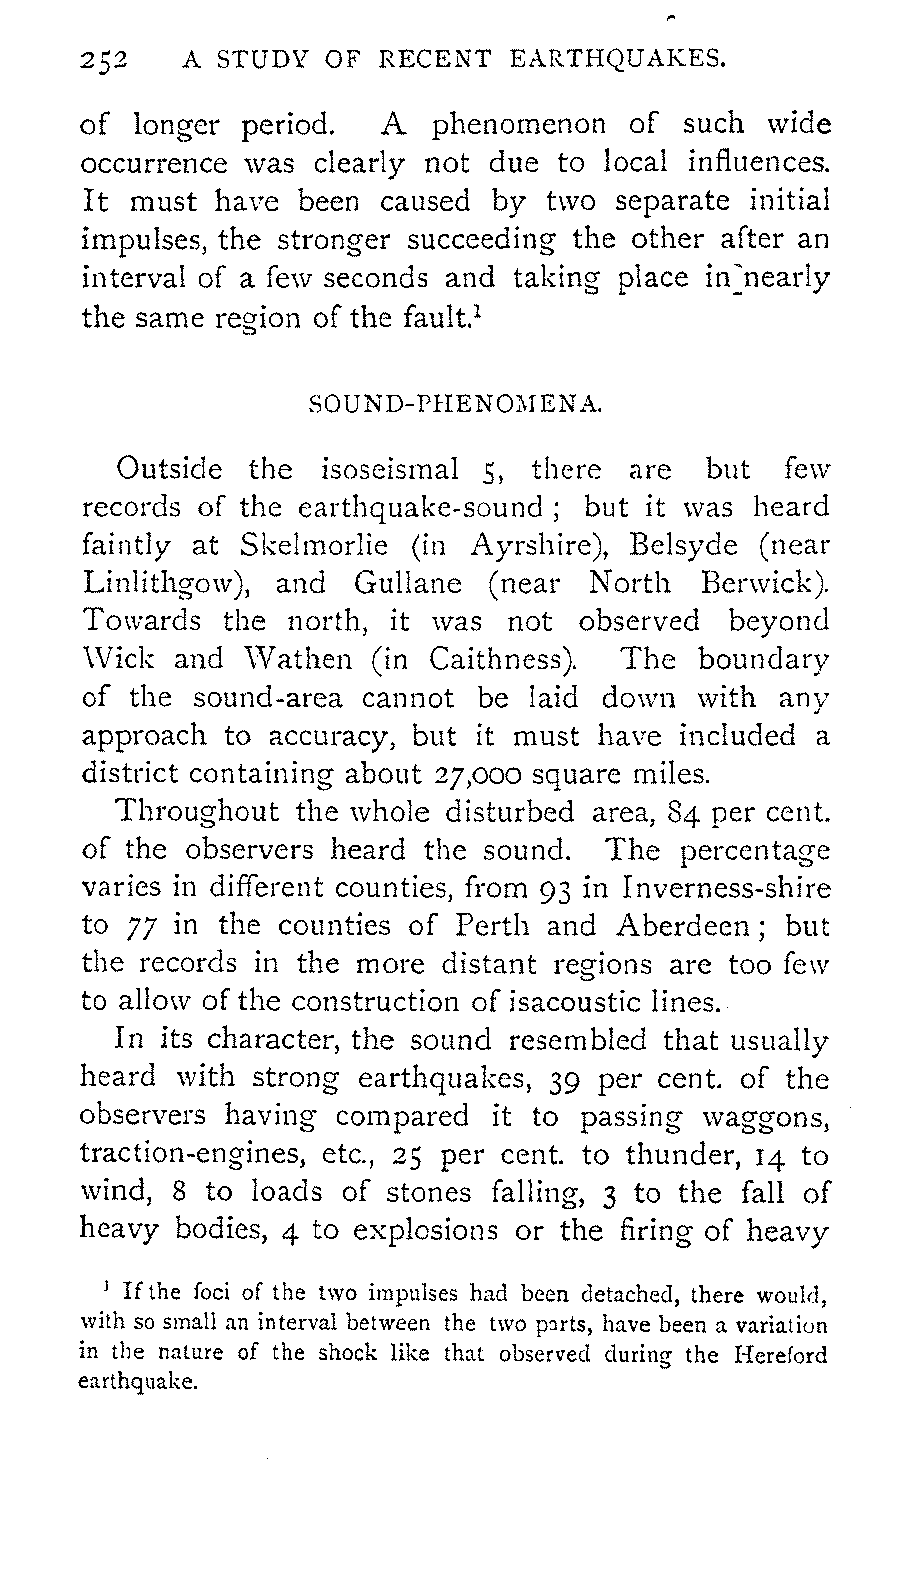 252 A STUDY OF RECENT EARTHQUAKES.
of longer period. A phenomenon of such wide
occurrence was clearly not due to local influences.
It must have been caused by two separate initial
impulses, the stronger succeeding the other after an
interval of a few seconds and taking place in nearly
the same region of the fault.¹
SOUND-PHENOMENA.
Outside the isoseismal 5, there are but few
records of the earthquake-sound ; but it was heard
faintly at Skelmorlie (in Ayrshire), Belsyde (near
Linlithgow), and Gullane (near North Berwick).
Towards the north, it was not observed beyond
Wick and Wathen (in Caithness). The boundary
of the sound-area cannot be laid down with any
approach to accuracy, but it must have included a
district containing about 27,000 square miles.
Throughout the whole disturbed area, 84 per cent.
of the observers heard the sound. The percentage
varies in different counties, from 93 in Inverness-shire
to 77 in the counties of Perth and Aberdeen ; but
the records in the more distant regions are too few
to allow of the construction of isacoustic lines.
In its character, the sound resembled that usually
heard with strong earthquakes, 39 per cent. of the
observers having compared it to passing waggons,
traction-engines, etc., 25 per cent. to thunder, 14 to
wind, 8 to loads of stones falling, 3 to the fall of
heavy bodies, 4 to explosions or the firing of heavy
¹ If the foci of the two impulses had been detached, there would,
with so small an interval between the two parts, have been a variation
in the nature of the shock like that observed during the Hereford
earthquake.